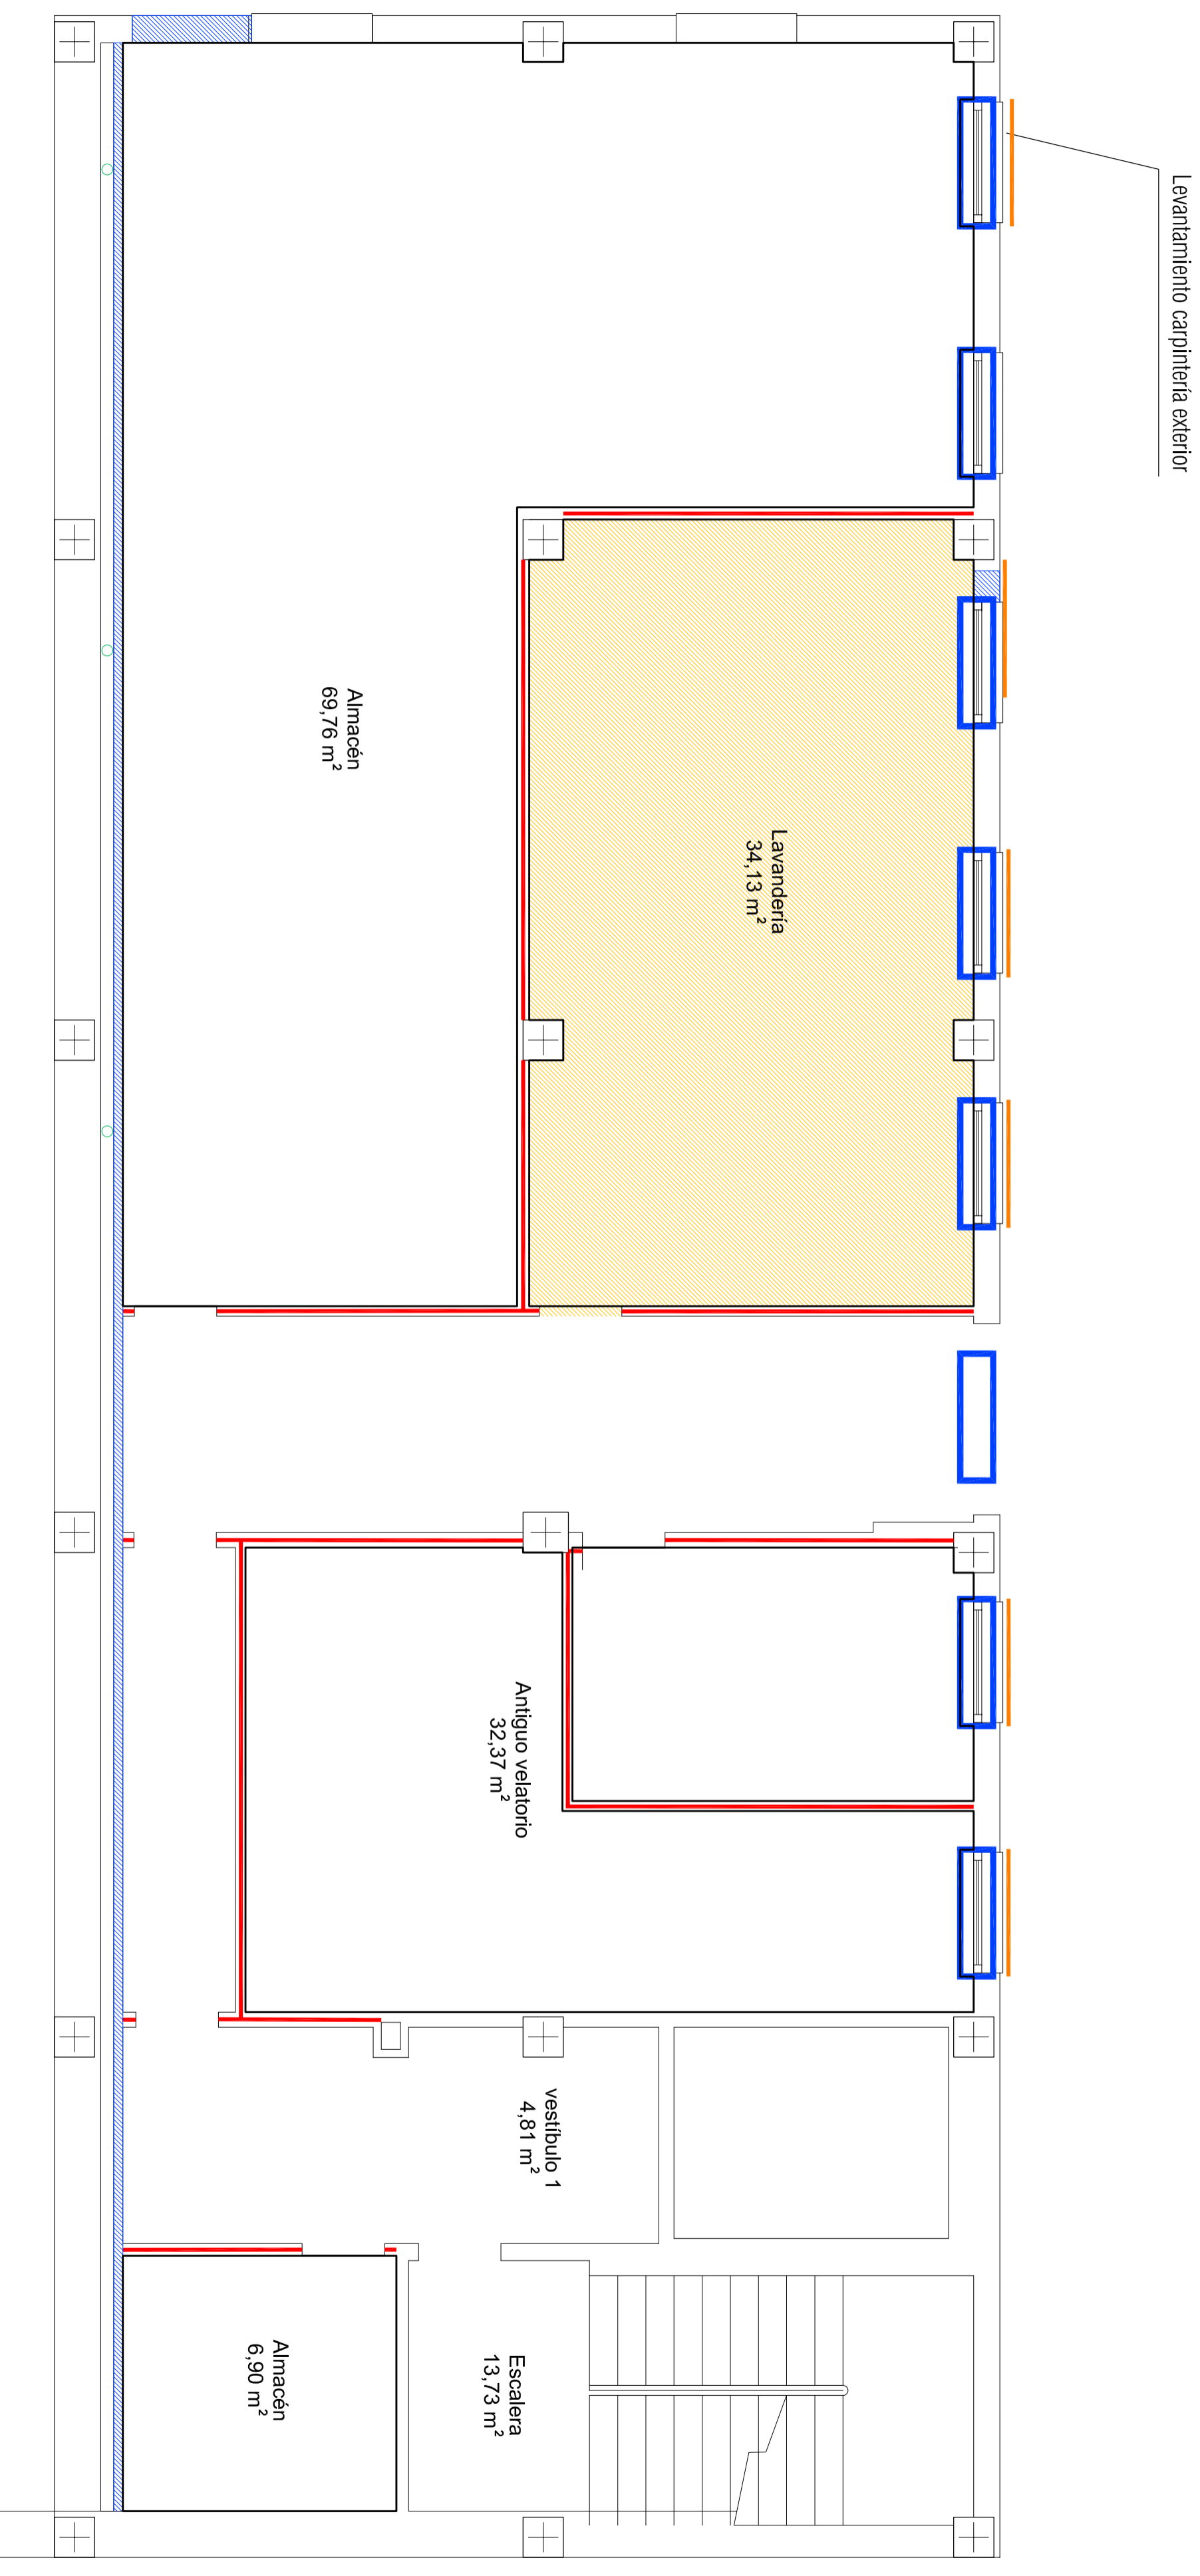 Levantamiento carpintería exterior
Almacén
69,76 m²
Lavandería
34,13 m²
Antiguo velatorio
32,37 m²
vestíbulo 1
4,81 m²
Escalera
13,73 m²
Almacén
6,90 m²